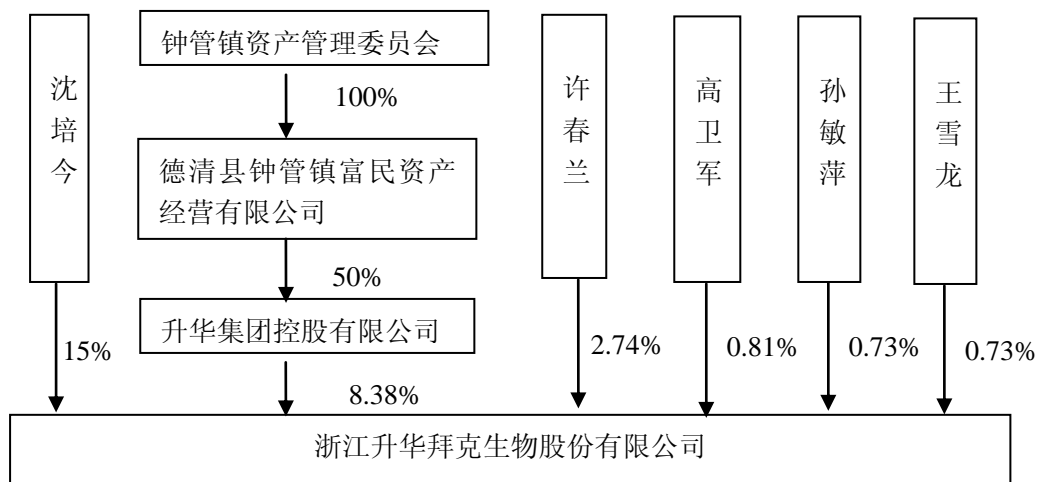 沈培今
钟管镇资产管理委员会
100%
德清县钟管镇富民资产
经营有限公司
50%
升华集团控股有限公司
8.38%
15%
许春兰
2.74%
高卫军
0.81%
孙敏萍
0.73%
王雪龙
0.73%
浙江升华拜克生物股份有限公司